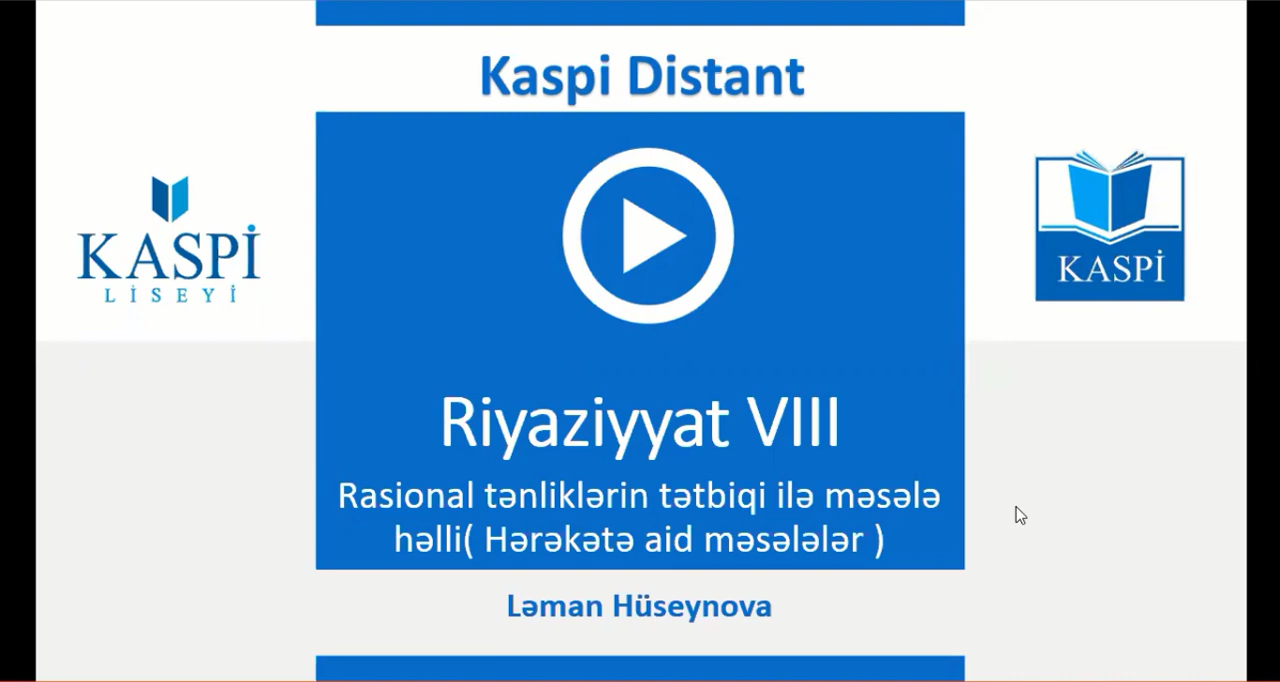 Kaspi Distant
KASPİ
LİSEYİ
KASPİ
Riyaziyyat VIII
Rasional tənliklərin tətbiqi ilə məsələ
həlli( Hərəkətə aid məsələlər )
Ləman Hüseynova